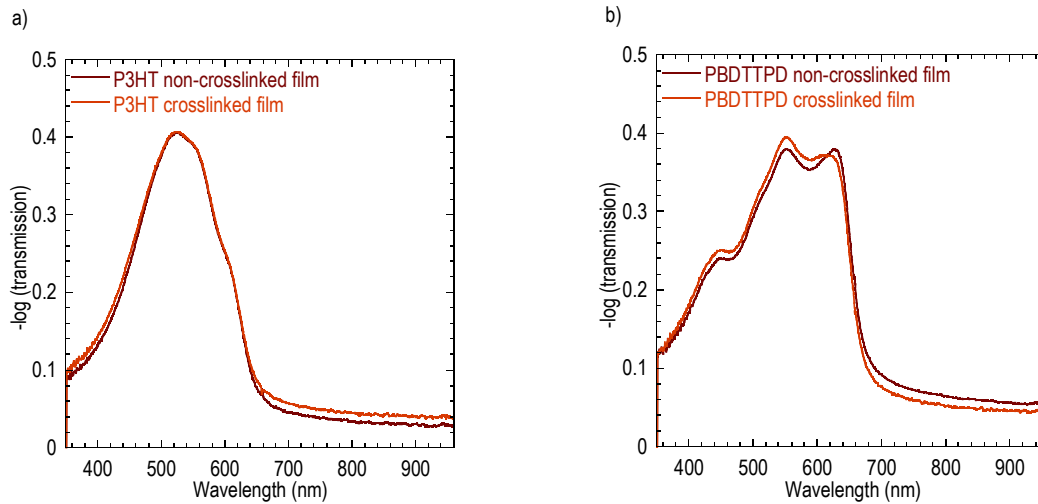 a)
0.5
P3HT non-crosslinked film
P3HT crosslinked film
0.4
0.3
0.2
0.1
0
-log (transmission)
400 500 600 700 800 900
Wavelength (nm)
b)
0.5
PBDTTPD non-crosslinked film
PBDTTPD crosslinked film
0.4
0.3
0.2
0.1
0
-log (transmission)
400 500 600 700 800 900
Wavelength (nm)